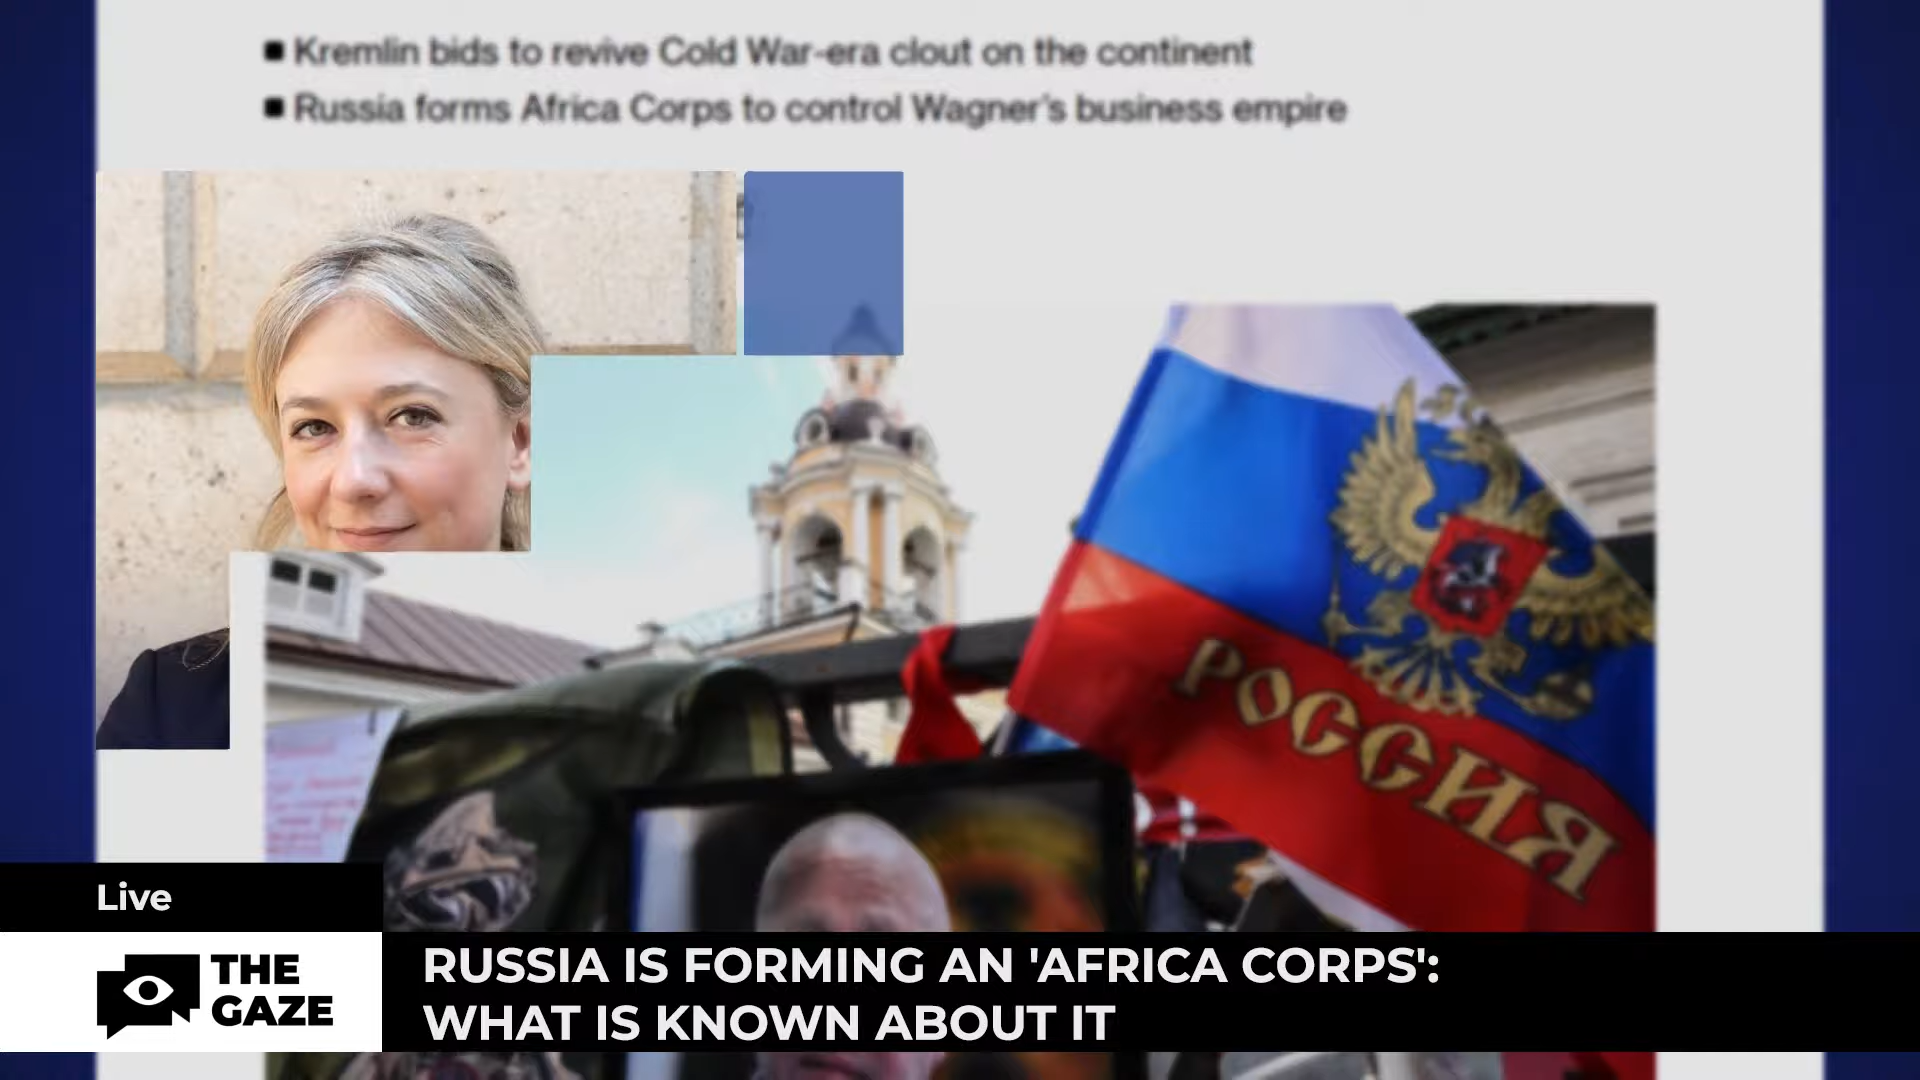 Kremlin bids to revive Cold War-era clout on the continent
Russia forms Africa Corps to control Wagner's business empire
РОССИЯ
Live
THE
GAZE
RUSSIA IS FORMING AN 'AFRICA CORPS':
WHAT IS KNOWN ABOUT IT